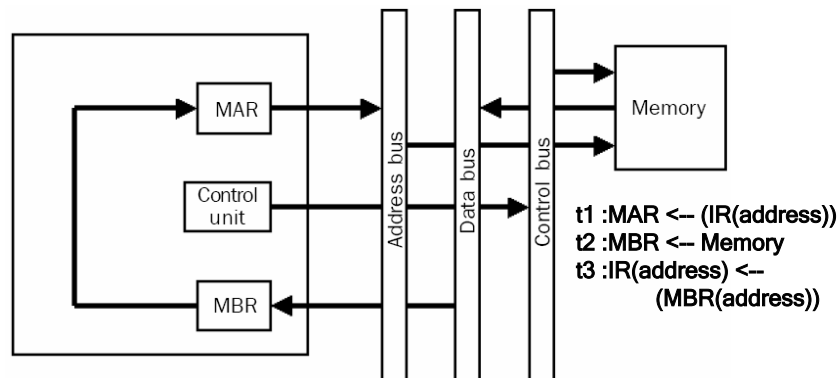 MAR
Control
unit
MBR
Address bus
Data bus
Control bus
Memory
t1 :MAR <-- (IR(address))
t2 :MBR <-- Memory
t3 :IR(address) <--
(MBR(address))